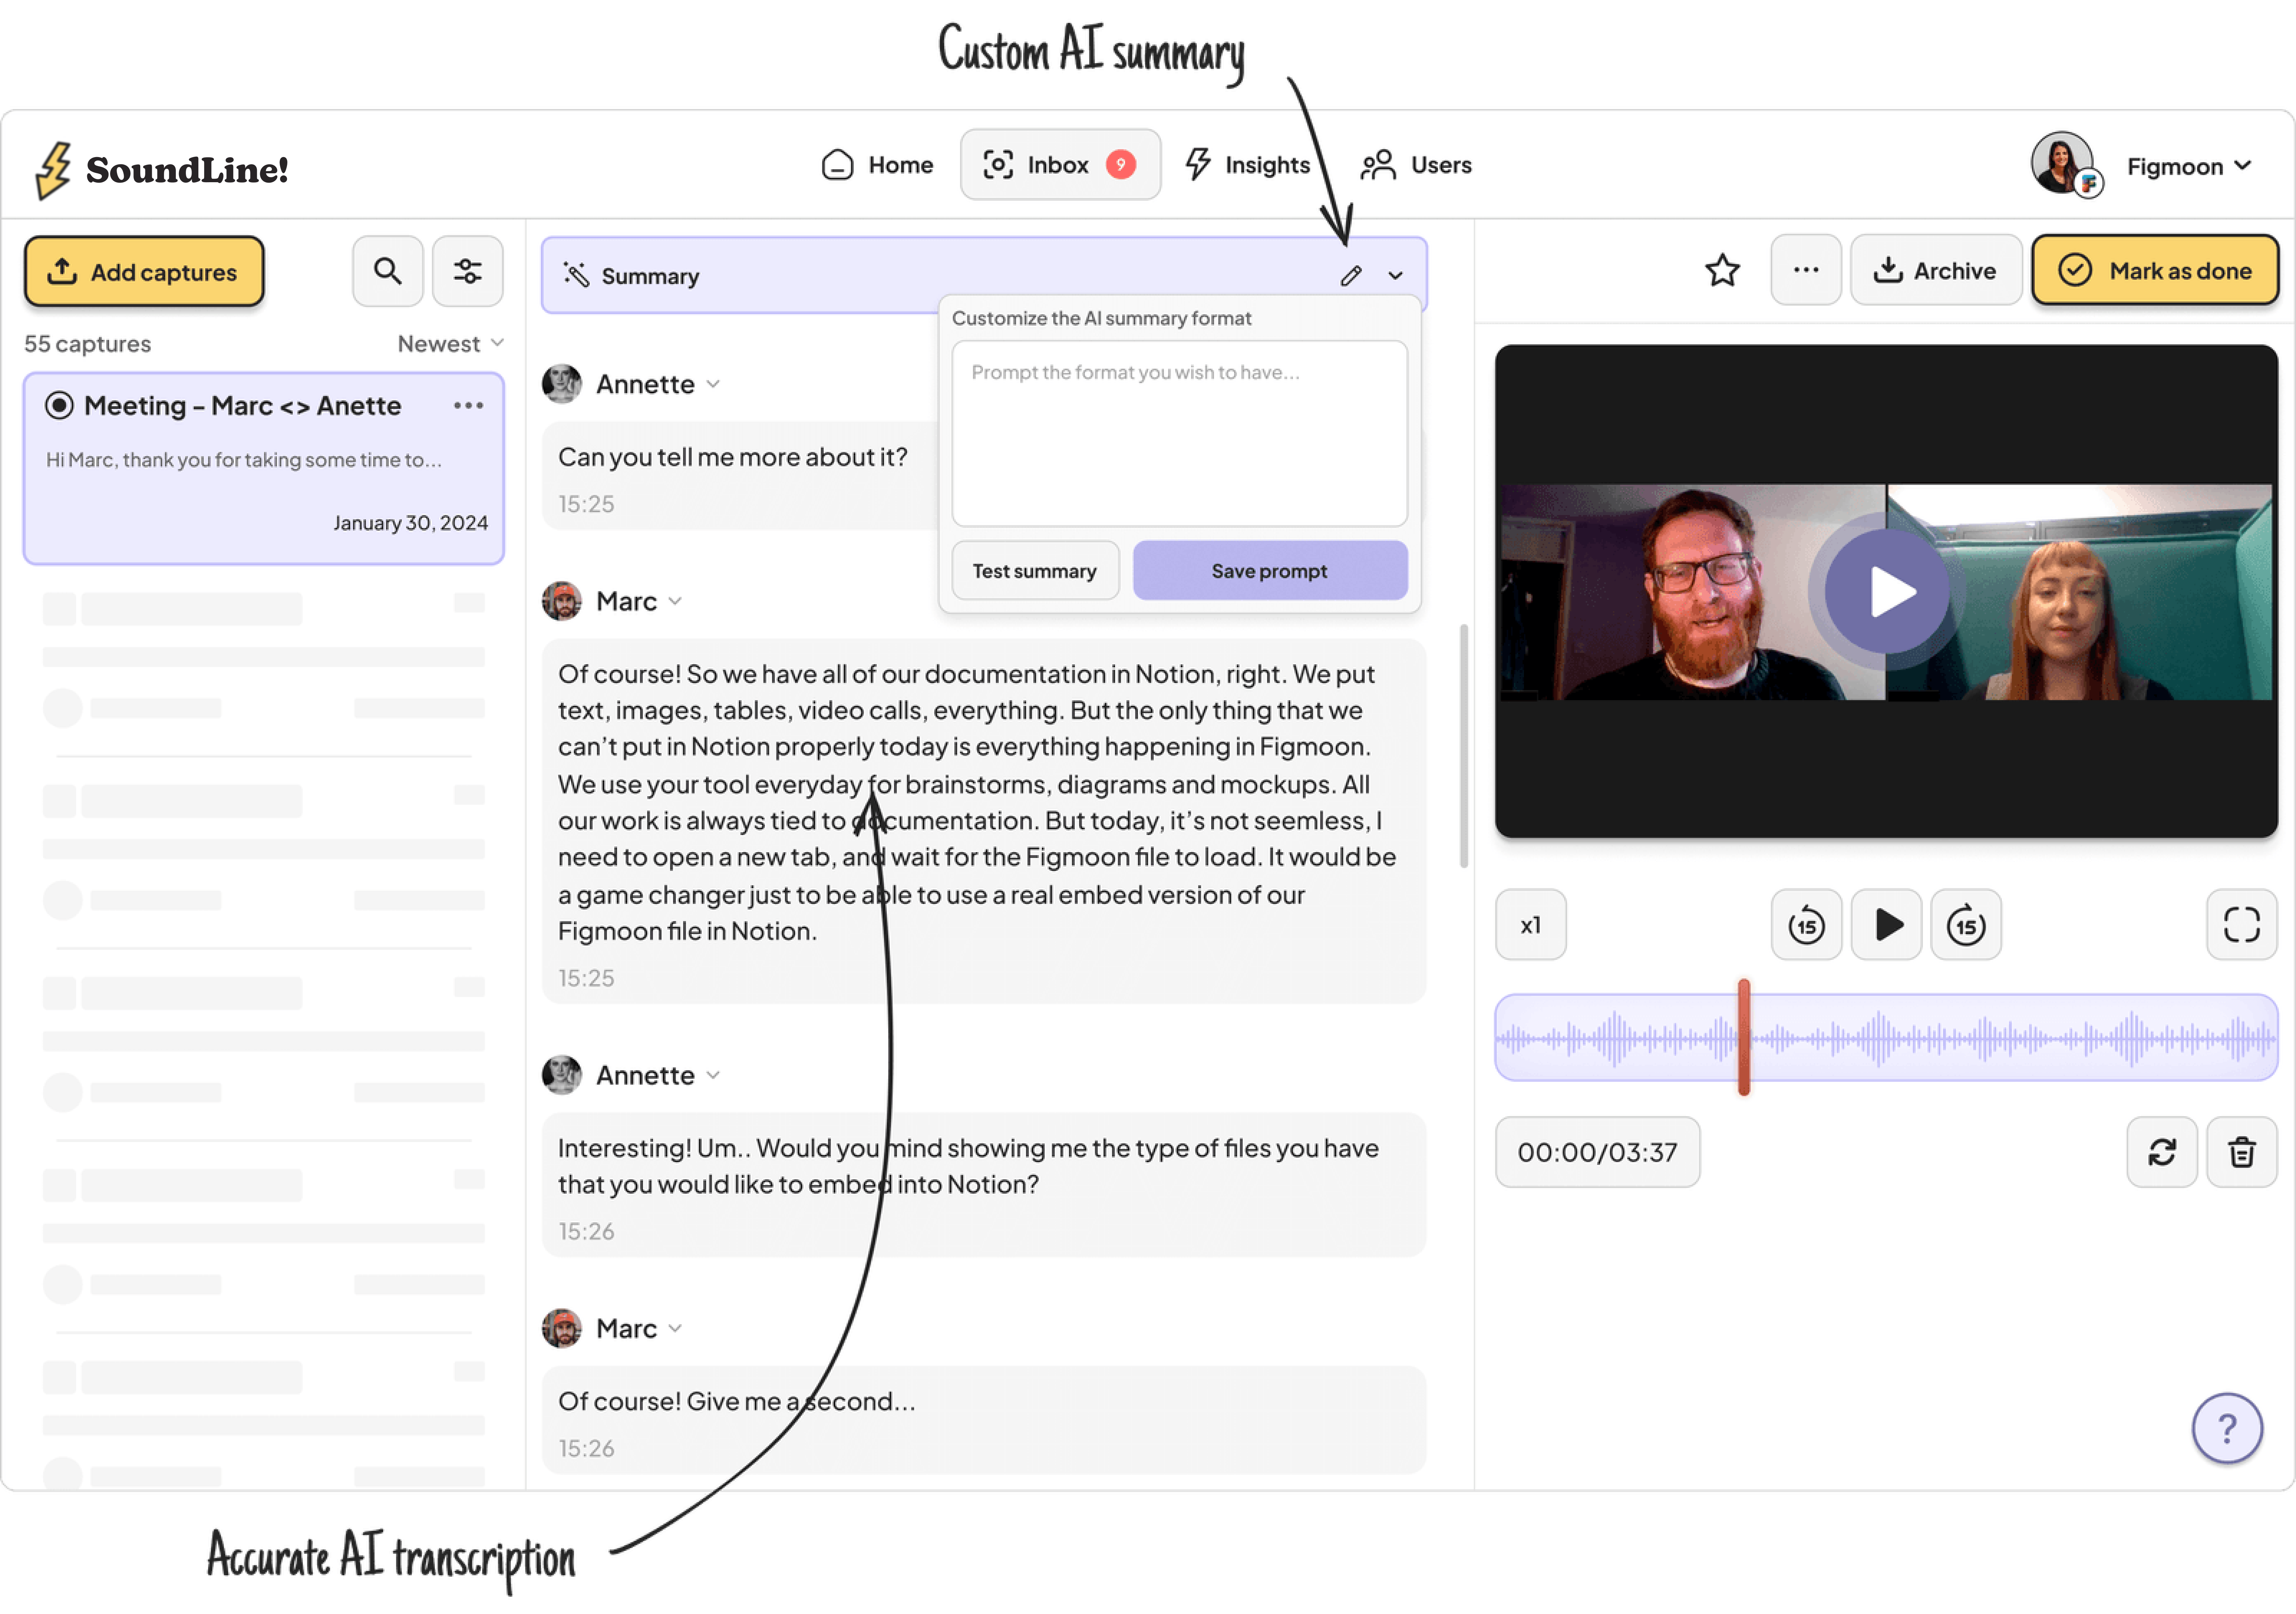 Custom AI summary
SoundLine!
Home
Inbox
9
Insights
Users
Figmoon
Add captures
55 captures
Newest
Meeting - Marc <> Anette
Hi Marc, thank you for taking some time to...
January 30, 2024
Summary
Customize the AI summary format
Prompt the format you wish to have...
Test summary
Save prompt
Annette
Can you tell me more about it?
15:25
Marc
Of course! So we have all of our documentation in Notion, right. We put
text, images, tables, video calls, everything. But the only thing that we
can't put in Notion properly today is everything happening in Figmoon.
We use your tool everyday for brainstorms, diagrams and mockups. All
our work is always tied to documentation. But today, it's not seemless, I
need to open a new tab, and wait for the Figmoon file to load. It would be
a game changer just to be able to use a real embed version of our
Figmoon file in Notion.
15:25
Annette
Interesting! Um.. Would you mind showing me the type of files you have
that you would like to embed into Notion?
15:26
Marc
Of course! Give me a second...
15:26
Archive
Mark as done
x1
15
15
00:00/03:37
?
Accurate AI transcription